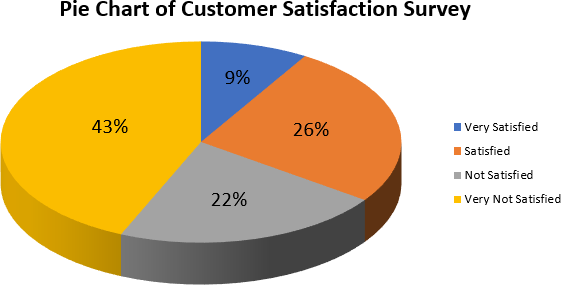 Pie Chart of Customer Satisfaction Survey
9%
26%
22%
43%
Very Satisfied
Satisfied
Not Satisfied
Very Not Satisfied